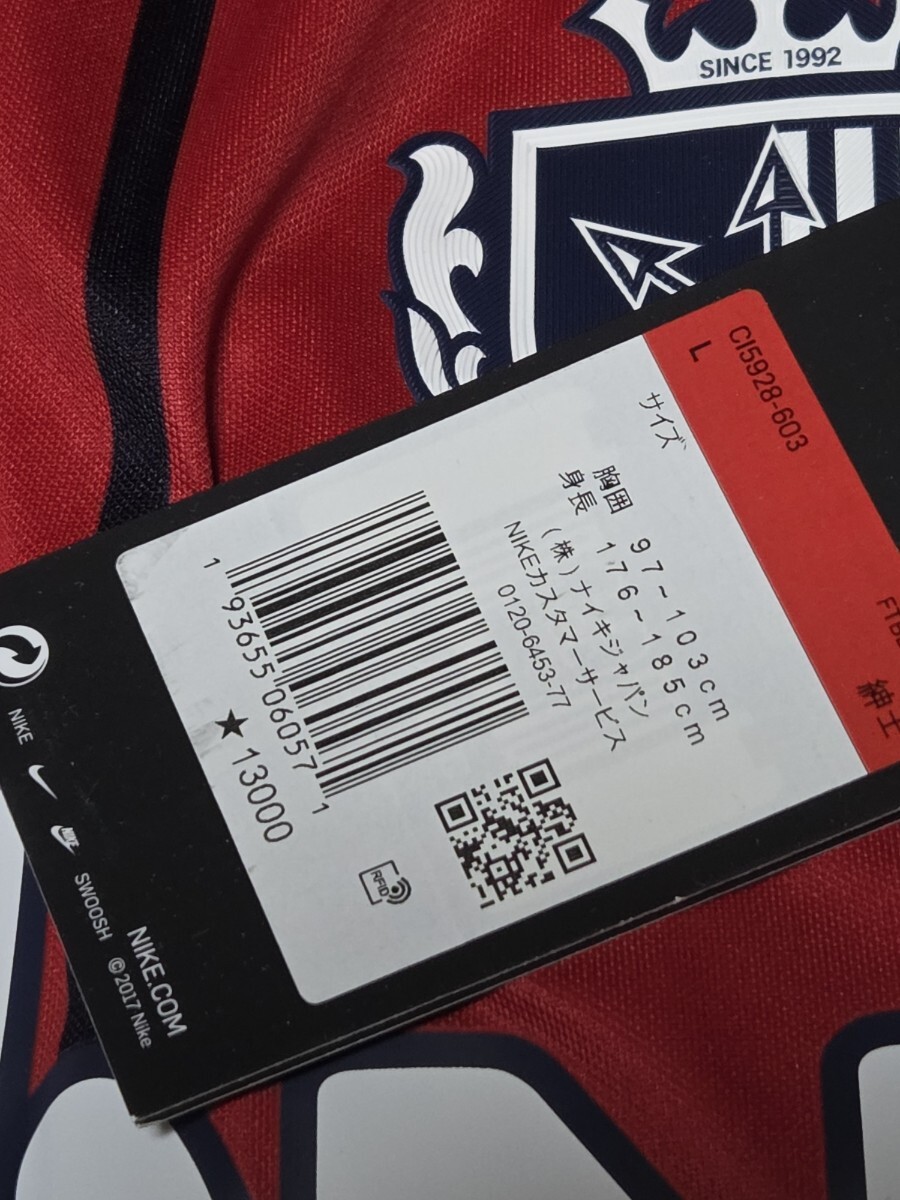 SINCE 1992
CI5928-603
L
サイズ
胸囲 97-103cm
身長 176-185cm
(株)ナイキジャパン
NIKEカスタマーサービス
0120-6453-77
紳士
1 93655 06057 1
★ 13000
RFID
NIKE
SWOOSH
NIKE.COM
© 2017 Nike